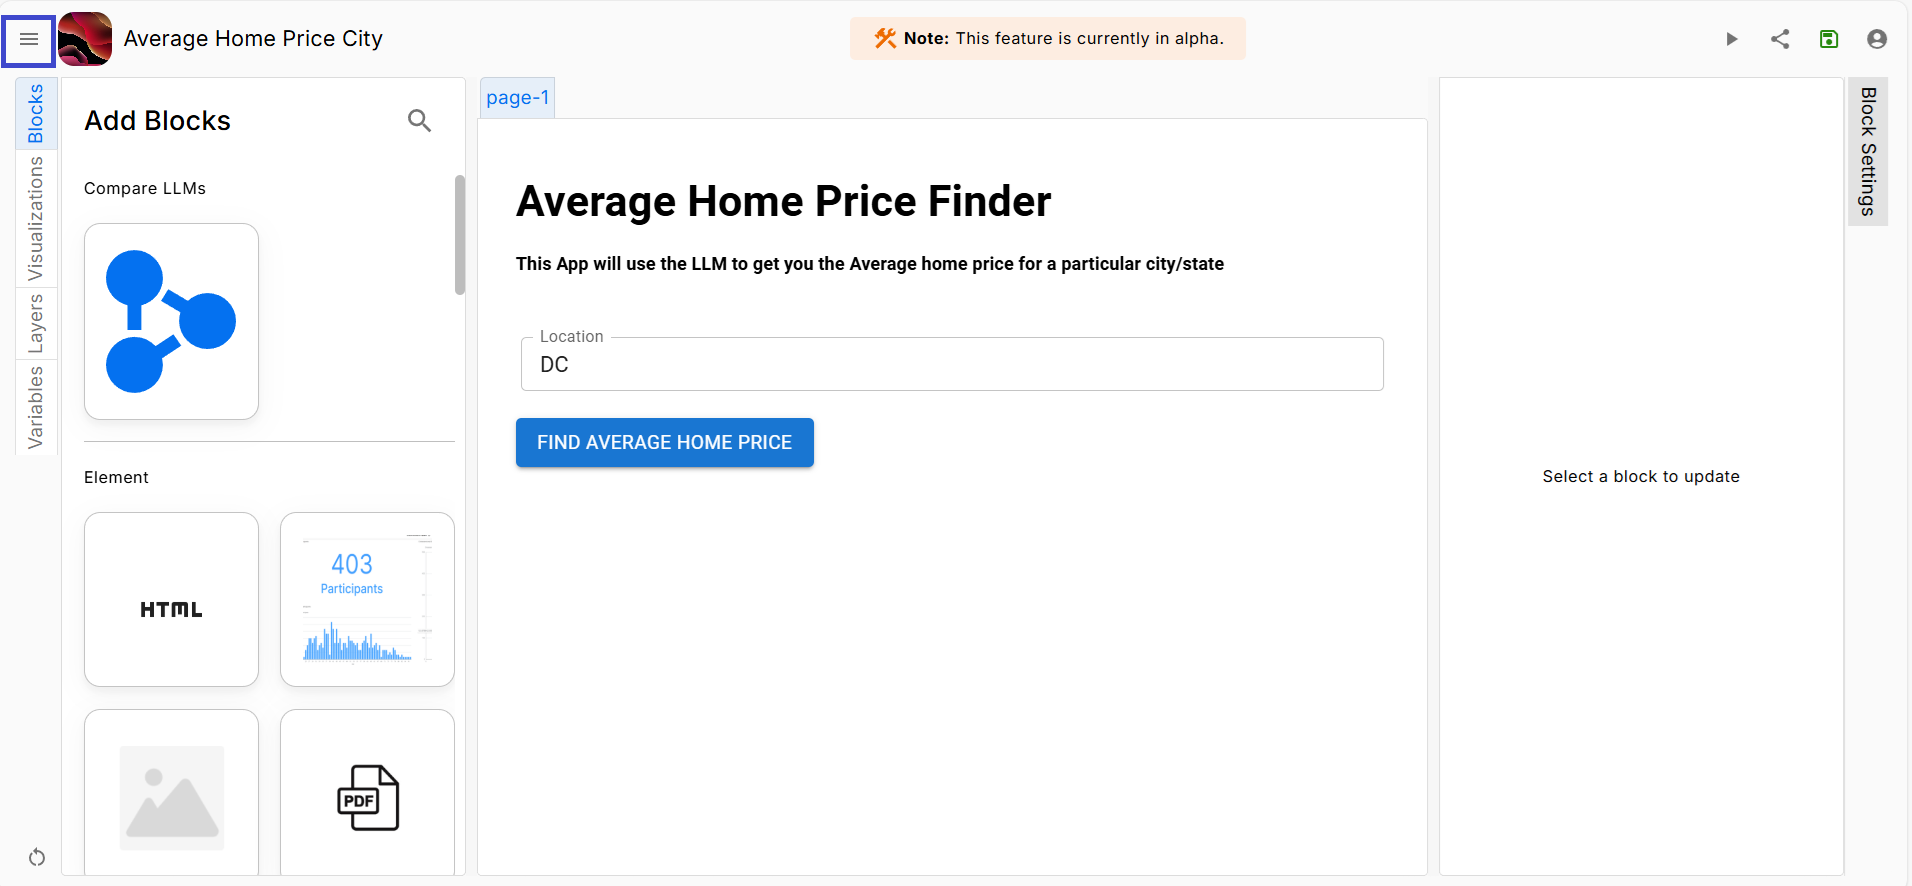 Average Home Price City
Note: This feature is currently in alpha.
Blocks
Visualizations
Layers
Variables
Add Blocks
Compare LLMs
Element
HTML
403
Participants
PDF
page-1
Average Home Price Finder
This App will use the LLM to get you the Average home price for a particular city/state
Location
DC
FIND AVERAGE HOME PRICE
Select a block to update
Block Settings